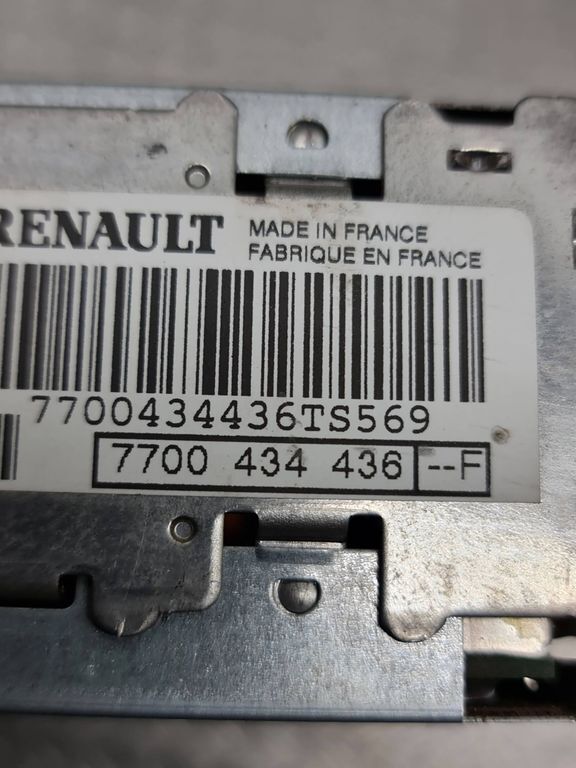 RENAULT
MADE IN FRANCE
FABRIQUE EN FRANCE
7700434436TS569
7700 434 436 --F